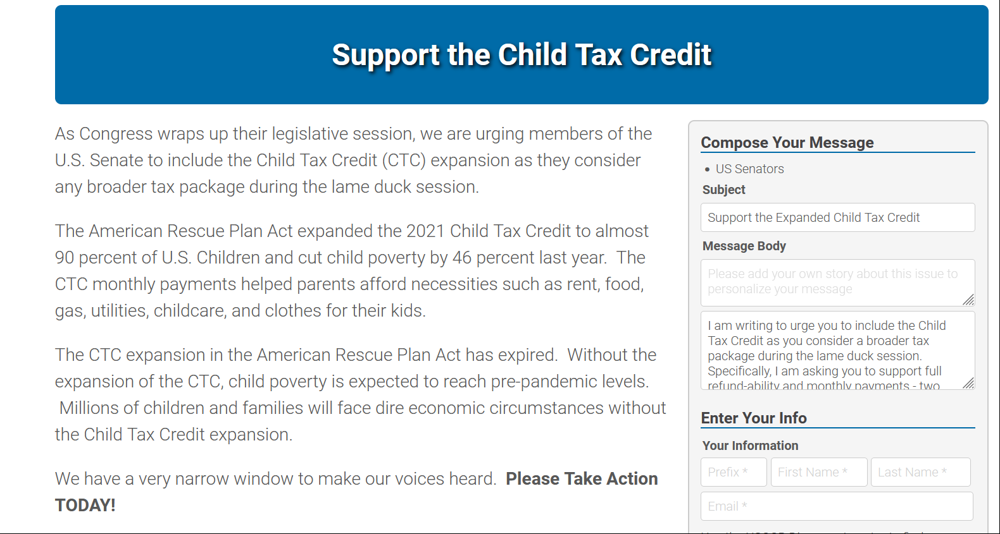 Support the Child Tax Credit
As Congress wraps up their legislative session, we are urging members of the
U.S. Senate to include the Child Tax Credit (CTC) expansion as they consider
any broader tax package during the lame duck session.
The American Rescue Plan Act expanded the 2021 Child Tax Credit to almost
90 percent of U.S. Children and cut child poverty by 46 percent last year.  The
CTC monthly payments helped parents afford necessities such as rent, food,
gas, utilities, childcare, and clothes for their kids.
The CTC expansion in the American Rescue Plan Act has expired.  Without the
expansion of the CTC, child poverty is expected to reach pre-pandemic levels.
Millions of children and families will face dire economic circumstances without
the Child Tax Credit expansion.
We have a very narrow window to make our voices heard.  Please Take Action
TODAY!
Compose Your Message
• US Senators
Subject
Support the Expanded Child Tax Credit
Message Body
Please add your own story about this issue to
personalize your message
I am writing to urge you to include the Child
Tax Credit as you consider a broader tax
package during the lame duck session.
Specifically, I am asking you to support full
refund-ability and monthly payments - two
Enter Your Info
Your Information
Prefix *
First Name *
Last Name *
Email *